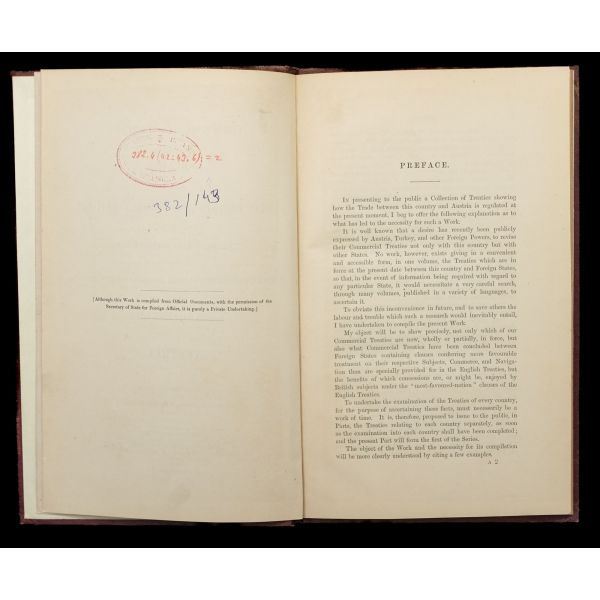 382/143
[Although this Work is compiled from Official Documents, with the permission of the
Secretary of State for Foreign Affairs, it is purely a Private Undertaking.]
PREFACE.
IN presenting to the public a Collection of Treaties showing
how the Trade between this country and Austria is regulated at
the present moment, I beg to offer the following explanation as to
what has led to the necessity for such a Work.
It is well known that a desire has recently been publicly
expressed by Austria, Turkey, and other Foreign Powers, to revise
their Commercial Treaties not only with this country but with
other States. No work, however, exists giving in a convenient
and accessible form, in one volume, the Treaties which are in
force at the present date between this country and Foreign States,
so that, in the event of information being required with regard to
any particular State, it would necessitate a very careful search,
through many volumes, published in a variety of languages, to
ascertain it.
To obviate this inconvenience in future, and to save others the
labour and trouble which such a research would inevitably entail,
I have undertaken to compile the present Work.
My object will be to show precisely, not only which of our
Commercial Treaties are now, wholly or partially, in force, but
also what Commercial Treaties have been concluded between
Foreign States containing clauses conferring more favourable
treatment on their respective Subjects, Commerce, and Naviga-
tion than are specially provided for in the English Treaties, but
the benefits of which concessions are, or might be, enjoyed by
British subjects under the "most-favoured-nation" clauses of the
English Treaties.
To undertake the examination of the Treaties of every country,
for the purpose of ascertaining these facts, must necessarily be a
work of time. It is, therefore, proposed to issue to the public, in
Parts, the Treaties relating to each country separately, as soon
as the examination into each country shall have been completed;
and the present Part will form the first of the Series.
The object of the Work and the necessity for its compilation
will be more clearly understood by citing a few examples.
A 2